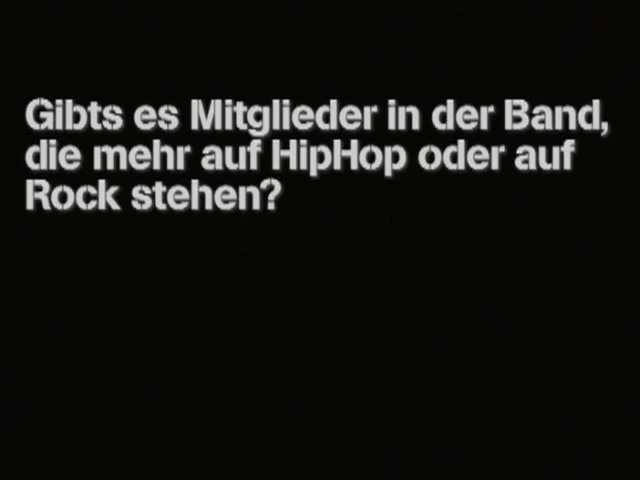 Gibts es Mitglieder in der Band,
die mehr auf HipHop oder auf
Rock stehen?